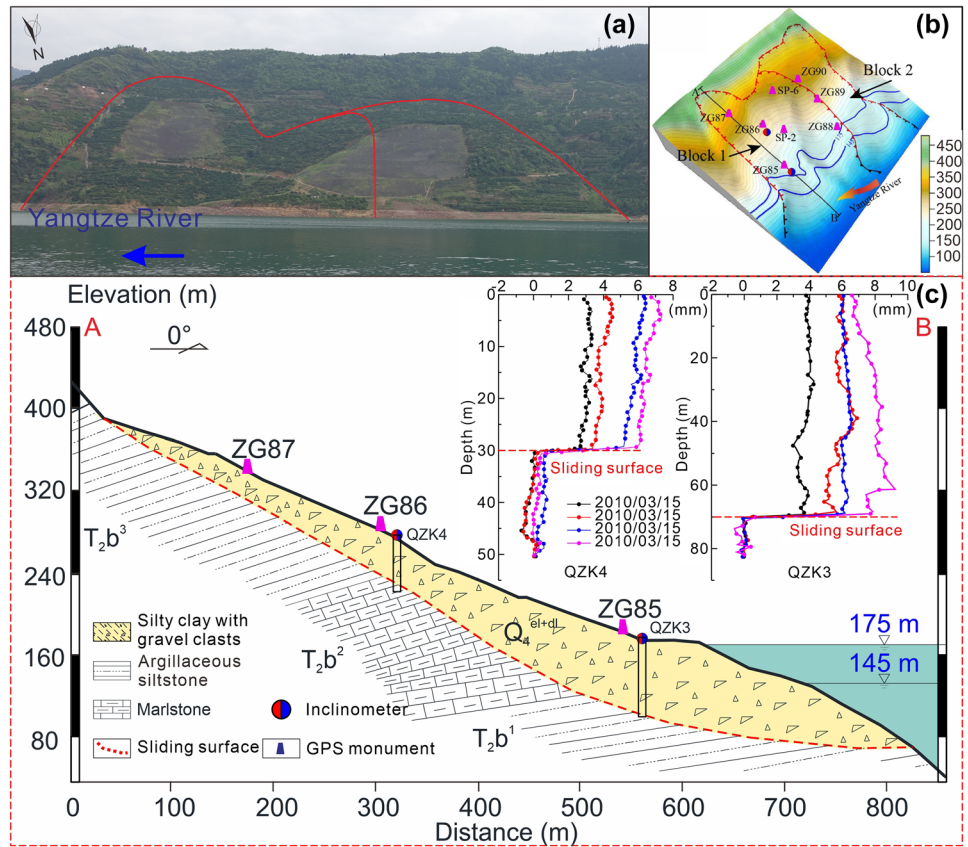 (a)
N
Yangtze River
(b)
ZG90
Block 2
SP-6
ZG89
ZG87
ZG86
SP-2
ZG88
Block 1
ZG85
Yangtze River
450
400
350
300
250
200
150
100
(c)
Elevation (m)
A
B
0°
480
400
320
240
160
80
ZG87
ZG86
QZK4
ZG85
QZK3
Q4 el+dl
T2b3
T2b2
T2b1
175 m
145 m
-2 0 2 4 6 8
(mm)
0
10
20
30
40
50
Depth (m)
Sliding surface
2010/03/15
2010/03/15
2010/03/15
2010/03/15
QZK4
-2 0 2 4 6 8 10
(mm)
0
20
40
60
80
Depth (m)
Sliding surface
QZK3
Silty clay with
gravel clasts
Argillaceous
siltstone
Marlstone
Inclinometer
Sliding surface
GPS monument
0 100 200 300 400 500 600 700 800
Distance (m)